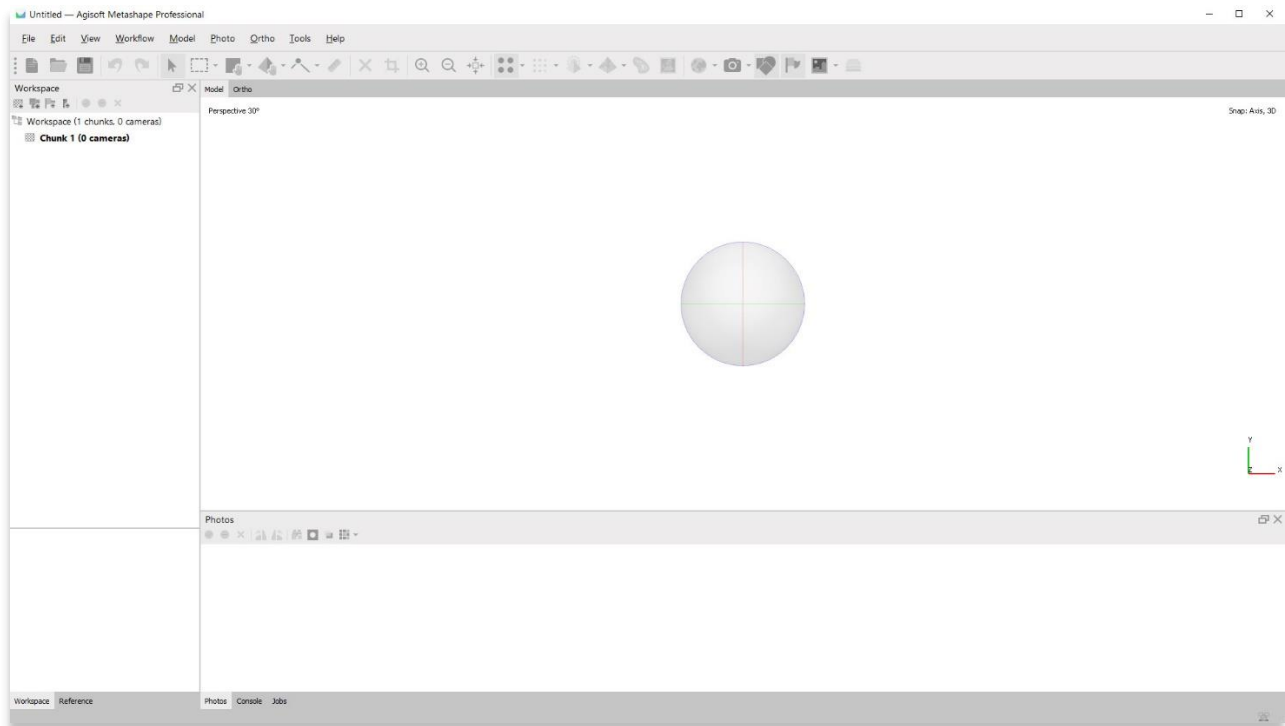 Untitled — Agisoft Metashape Professional
File Edit View Workflow Model Photo Ortho Tools Help
Workspace
Model Ortho
Perspective 30°
Snap: Axis, 3D
Workspace (1 chunks, 0 cameras)
Chunk 1 (0 cameras)
Y
Z X
Photos
Workspace Reference
Photos Console Jobs